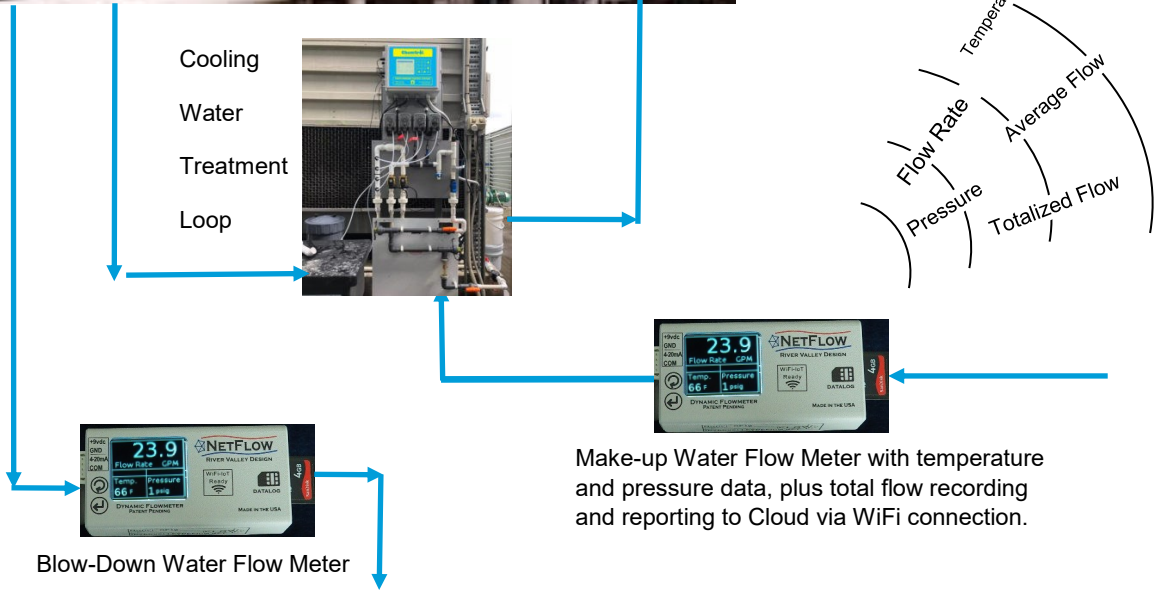 Cooling
Water
Treatment
Loop
Tempera
Average Flow
Flow Rate
Totalized Flow
Pressure
+9vdc
GND
4-20mA
COM
23.9
Flow Rate GPM
Temp. Pressure
66 F 1 psig
NETFLOW
RIVER VALLEY DESIGN
WiFi-IoT
Ready
DATALOG
DYNAMIC FLOWMETER
PATENT PENDING
MADE IN THE USA
4GB
SanDisk
Make-up Water Flow Meter with temperature
and pressure data, plus total flow recording
and reporting to Cloud via WiFi connection.
+9vdc
GND
4-20mA
COM
23.9
Flow Rate GPM
Temp. Pressure
66 F 1 psig
NETFLOW
RIVER VALLEY DESIGN
WiFi-IoT
Ready
DATALOG
DYNAMIC FLOWMETER
PATENT PENDING
MADE IN THE USA
4GB
SanDisk
Blow-Down Water Flow Meter